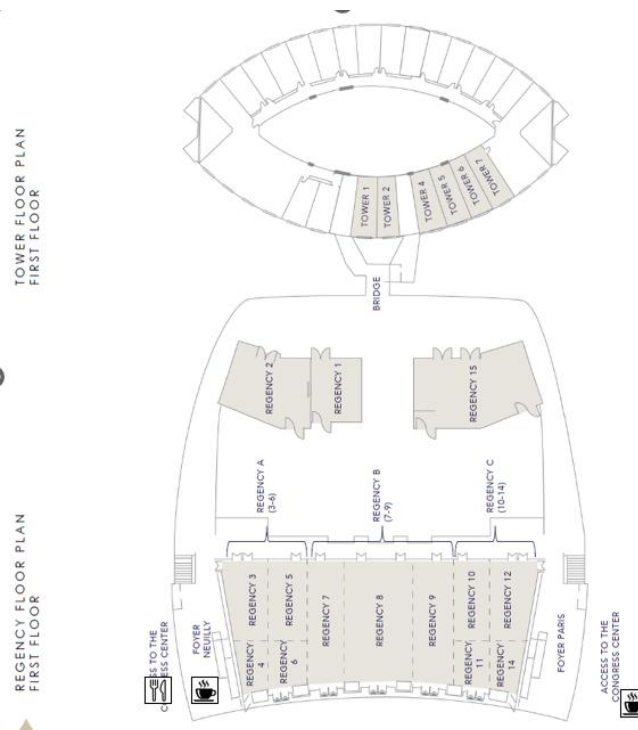 TOWER FLOOR PLAN
FIRST FLOOR
TOWER 1
TOWER 2
TOWER 4
TOWER 5
TOWER 6
TOWER 7
BRIDGE
REGENCY 2
REGENCY 1
REGENCY 15
REGENCY FLOOR PLAN
FIRST FLOOR
REGENCY A
(3-6)
REGENCY B
(7-9)
REGENCY C
(10-14)
REGENCY 3
REGENCY 5
REGENCY 7
REGENCY 8
REGENCY 9
REGENCY 10
REGENCY 12
REGENCY
4
REGENCY
6
REGENCY
11
REGENCY
14
SS TO THE
CENTER
FOYER
NEUILLY
FOYER PARIS
ACCESS TO THE
CONGRESS CENTER